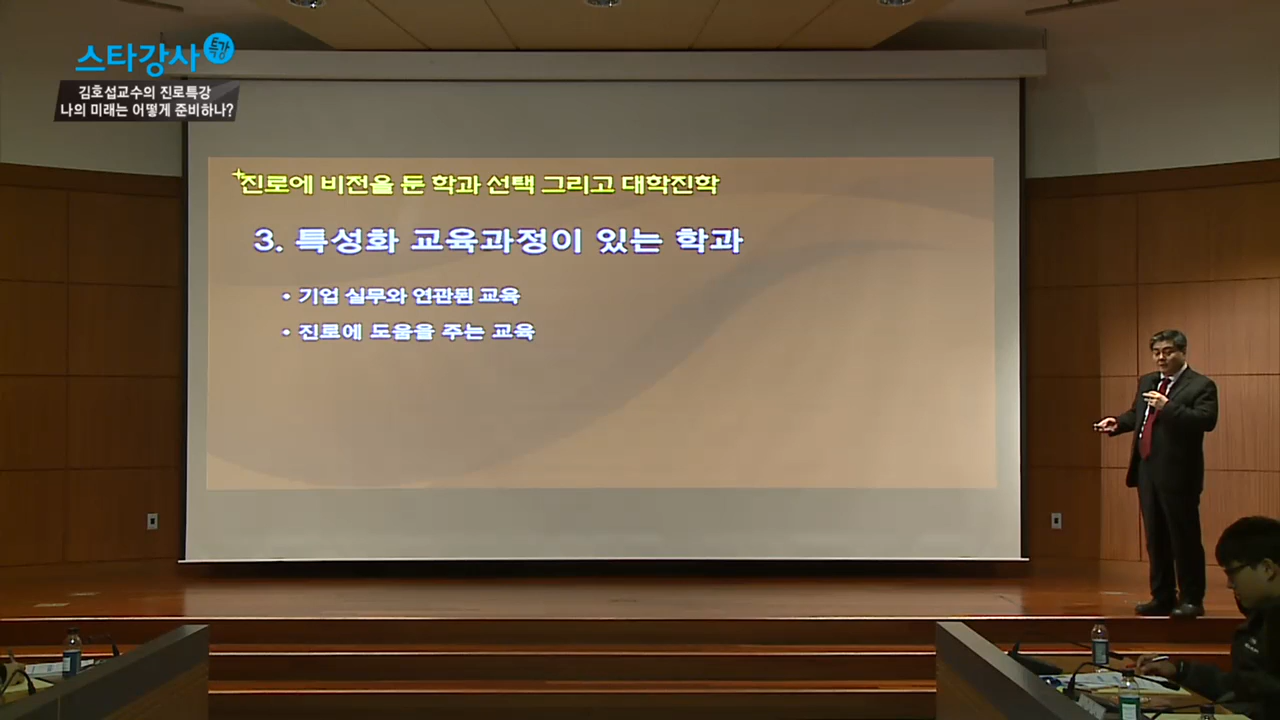 스타강사 특강
김호섭교수의 진로특강
나의 미래는 어떻게 준비하나?
진로에 비전을 둔 학과 선택 그리고 대학진학
3. 특성화 교육과정이 있는 학과
• 기업 실무와 연관된 교육
• 진로에 도움을 주는 교육